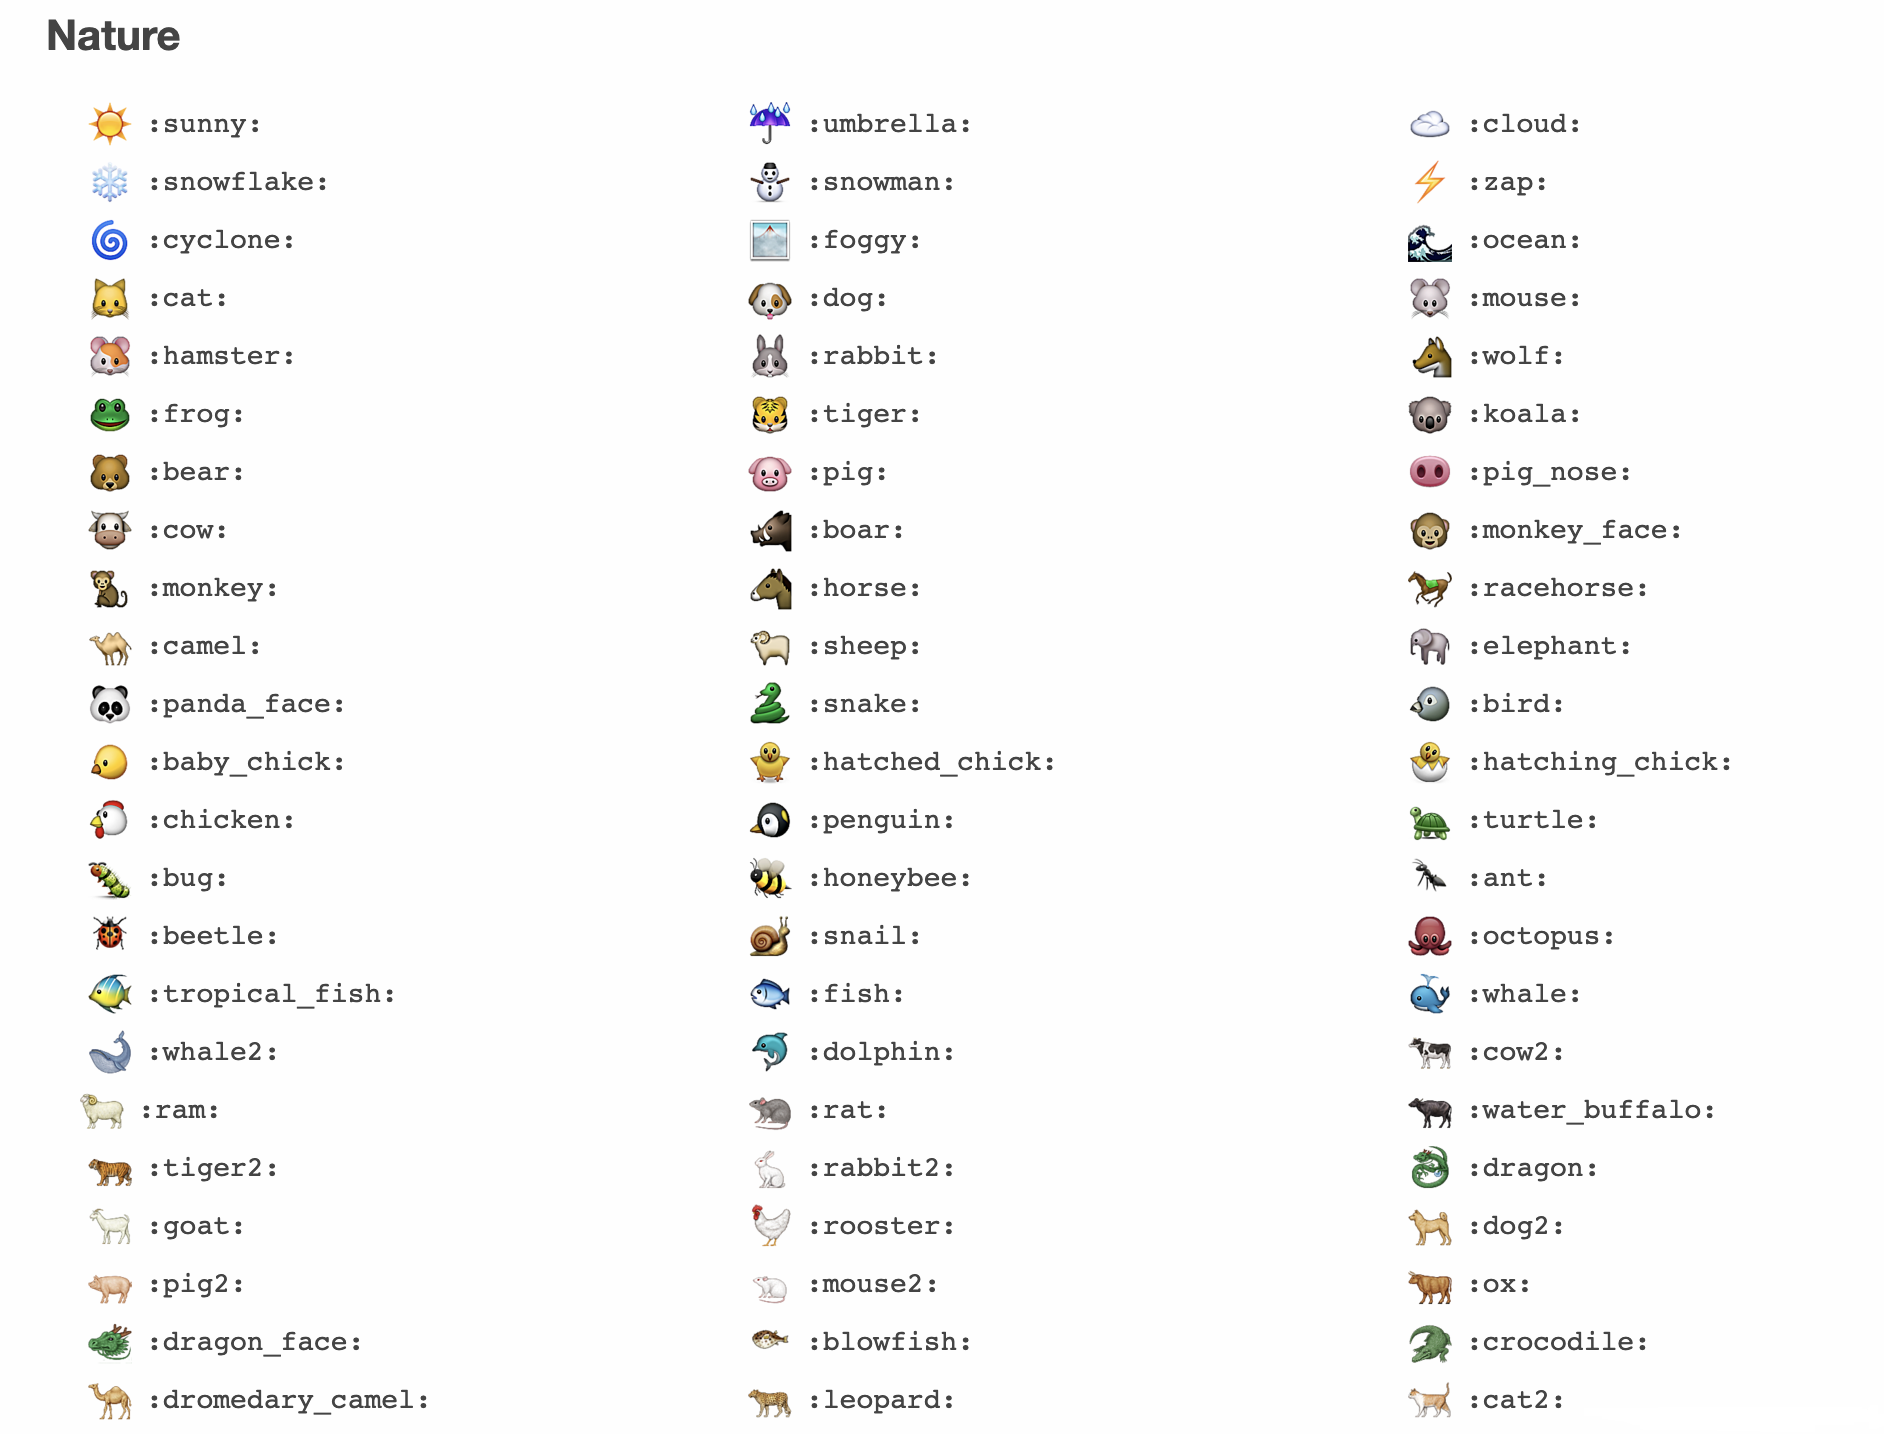 Nature
:sunny: :umbrella: :cloud:
:snowflake: :snowman: :zap:
:cyclone: :foggy: :ocean:
:cat: :dog: :mouse:
:hamster: :rabbit: :wolf:
:frog: :tiger: :koala:
:bear: :pig: :pig_nose:
:cow: :boar: :monkey_face:
:monkey: :horse: :racehorse:
:camel: :sheep: :elephant:
:panda_face: :snake: :bird:
:baby_chick: :hatched_chick: :hatching_chick:
:chicken: :penguin: :turtle:
:bug: :honeybee: :ant:
:beetle: :snail: :octopus:
:tropical_fish: :fish: :whale:
:whale2: :dolphin: :cow2:
:ram: :rat: :water_buffalo:
:tiger2: :rabbit2: :dragon:
:goat: :rooster: :dog2:
:pig2: :mouse2: :ox:
:dragon_face: :blowfish: :crocodile:
:dromedary_camel: :leopard: :cat2: